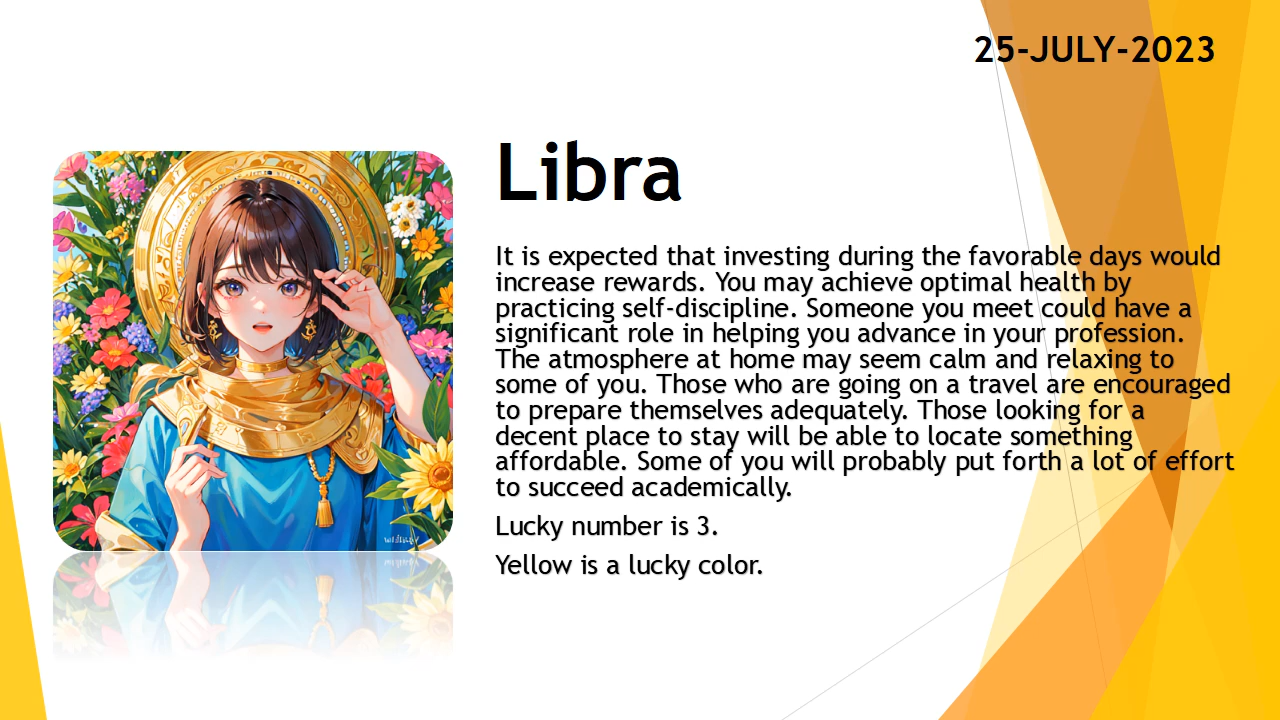 25-JULY-2023
Libra
It is expected that investing during the favorable days would
increase rewards. You may achieve optimal health by
practicing self-discipline. Someone you meet could have a
significant role in helping you advance in your profession.
The atmosphere at home may seem calm and relaxing to
some of you. Those who are going on a travel are encouraged
to prepare themselves adequately. Those looking for a
decent place to stay will be able to locate something
affordable. Some of you will probably put forth a lot of effort
to succeed academically.
Lucky number is 3.
Yellow is a lucky color.